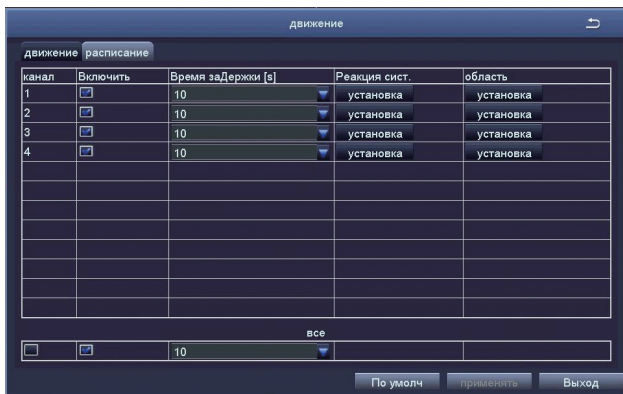 движение
движение расписание
канал Включить Время заДержки [s] Реакция сист. область
1 10 установка установка
2 10 установка установка
3 10 установка установка
4 10 установка установка
все
10
По умолч применять Выход